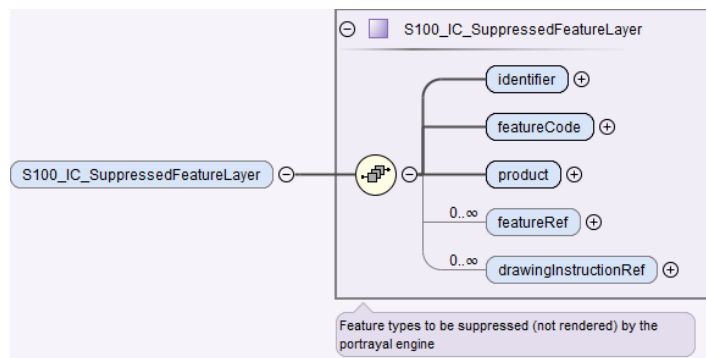 S100_IC_SuppressedFeatureLayer
identifier
featureCode
S100_IC_SuppressedFeatureLayer
product
0..∞
featureRef
0..∞
drawingInstructionRef
Feature types to be suppressed (not rendered) by the
portrayal engine